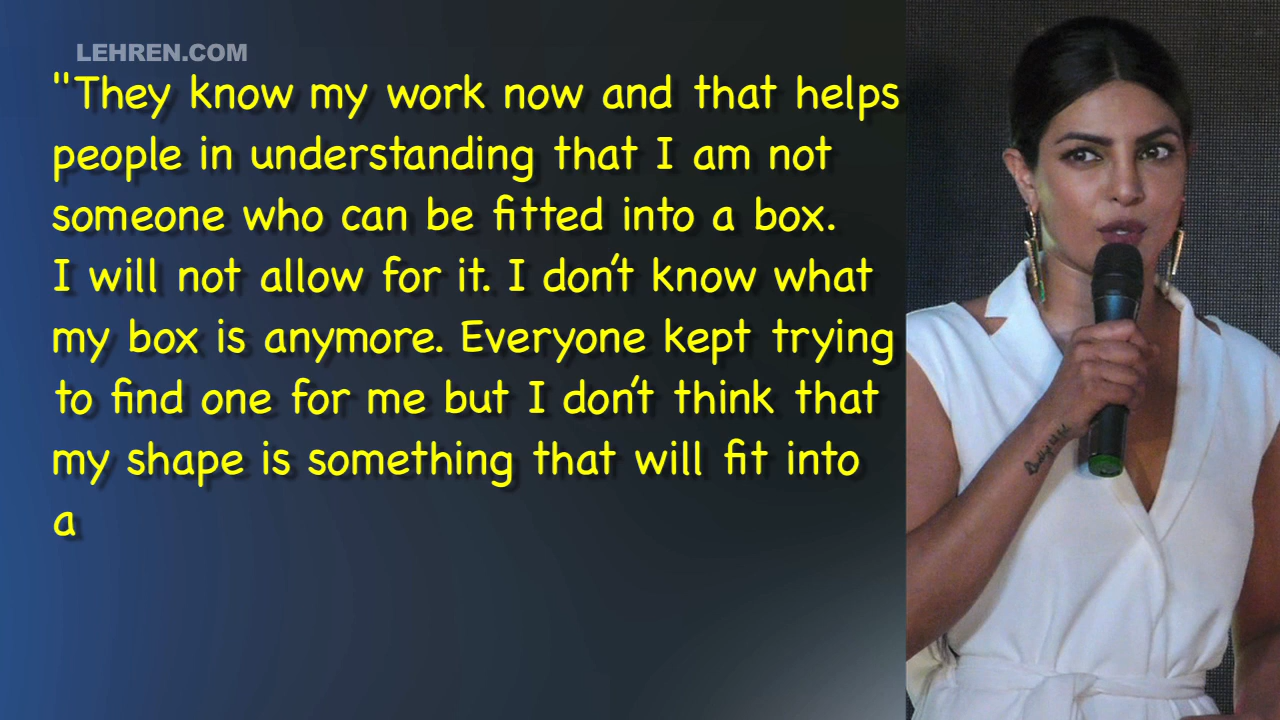 LEHREN.COM
"They know my work now and that helps
people in understanding that I am not
someone who can be fitted into a box.
I will not allow for it. I don't know what
my box is anymore. Everyone kept trying
to find one for me but I don't think that
my shape is something that will fit into
a